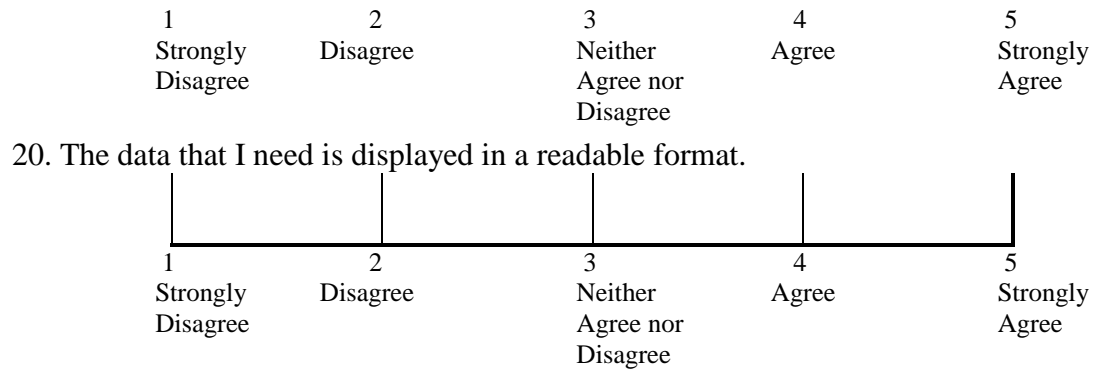 1 2 3 4 5
Strongly Disagree Neither Agree Strongly
Disagree Agree nor Agree
Disagree
20. The data that I need is displayed in a readable format.
1 2 3 4 5
Strongly Disagree Neither Agree Strongly
Disagree Agree nor Agree
Disagree